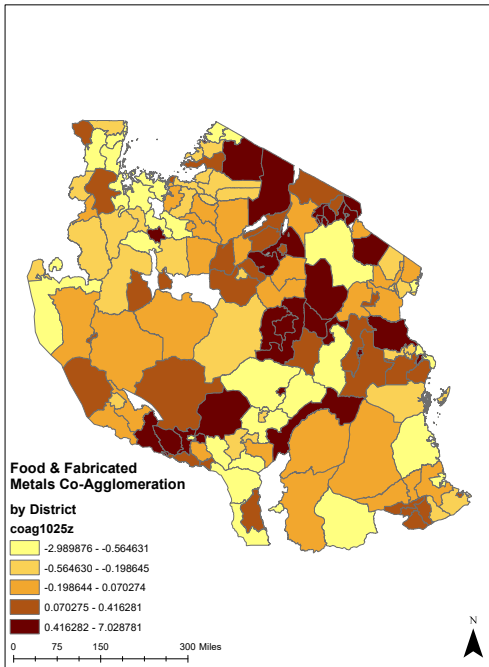 Food & Fabricated
Metals Co-Agglomeration
by District
coag1025z
-2.989876 - -0.564631
-0.564630 - -0.198645
-0.198644 - 0.070274
0.070275 - 0.416281
0.416282 - 7.028781
0 75 150 300 Miles
N